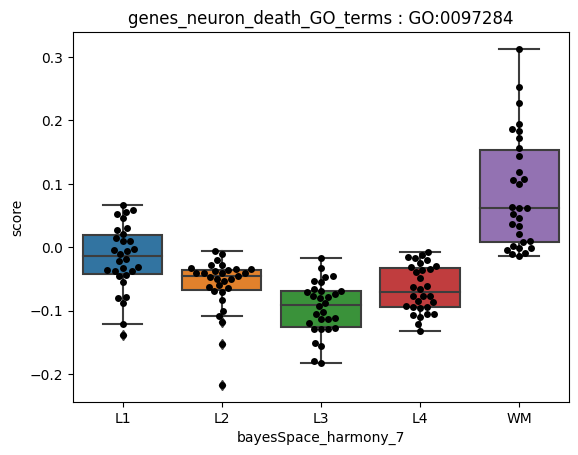 genes_neuron_death_GO_terms : GO:0097284
score
0.3
0.2
0.1
0.0
−0.1
−0.2
L1 L2 L3 L4 WM
bayesSpace_harmony_7